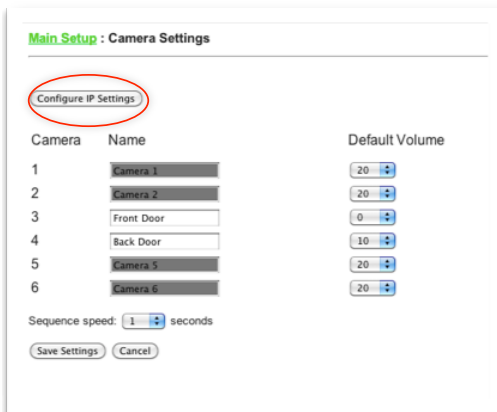 Main Setup : Camera Settings
Configure IP Settings
Camera Name Default Volume
1 Camera 1 20
2 Camera 2 20
3 Front Door 0
4 Back Door 10
5 Camera 5 20
6 Camera 6 20
Sequence speed: 1 seconds
Save Settings Cancel